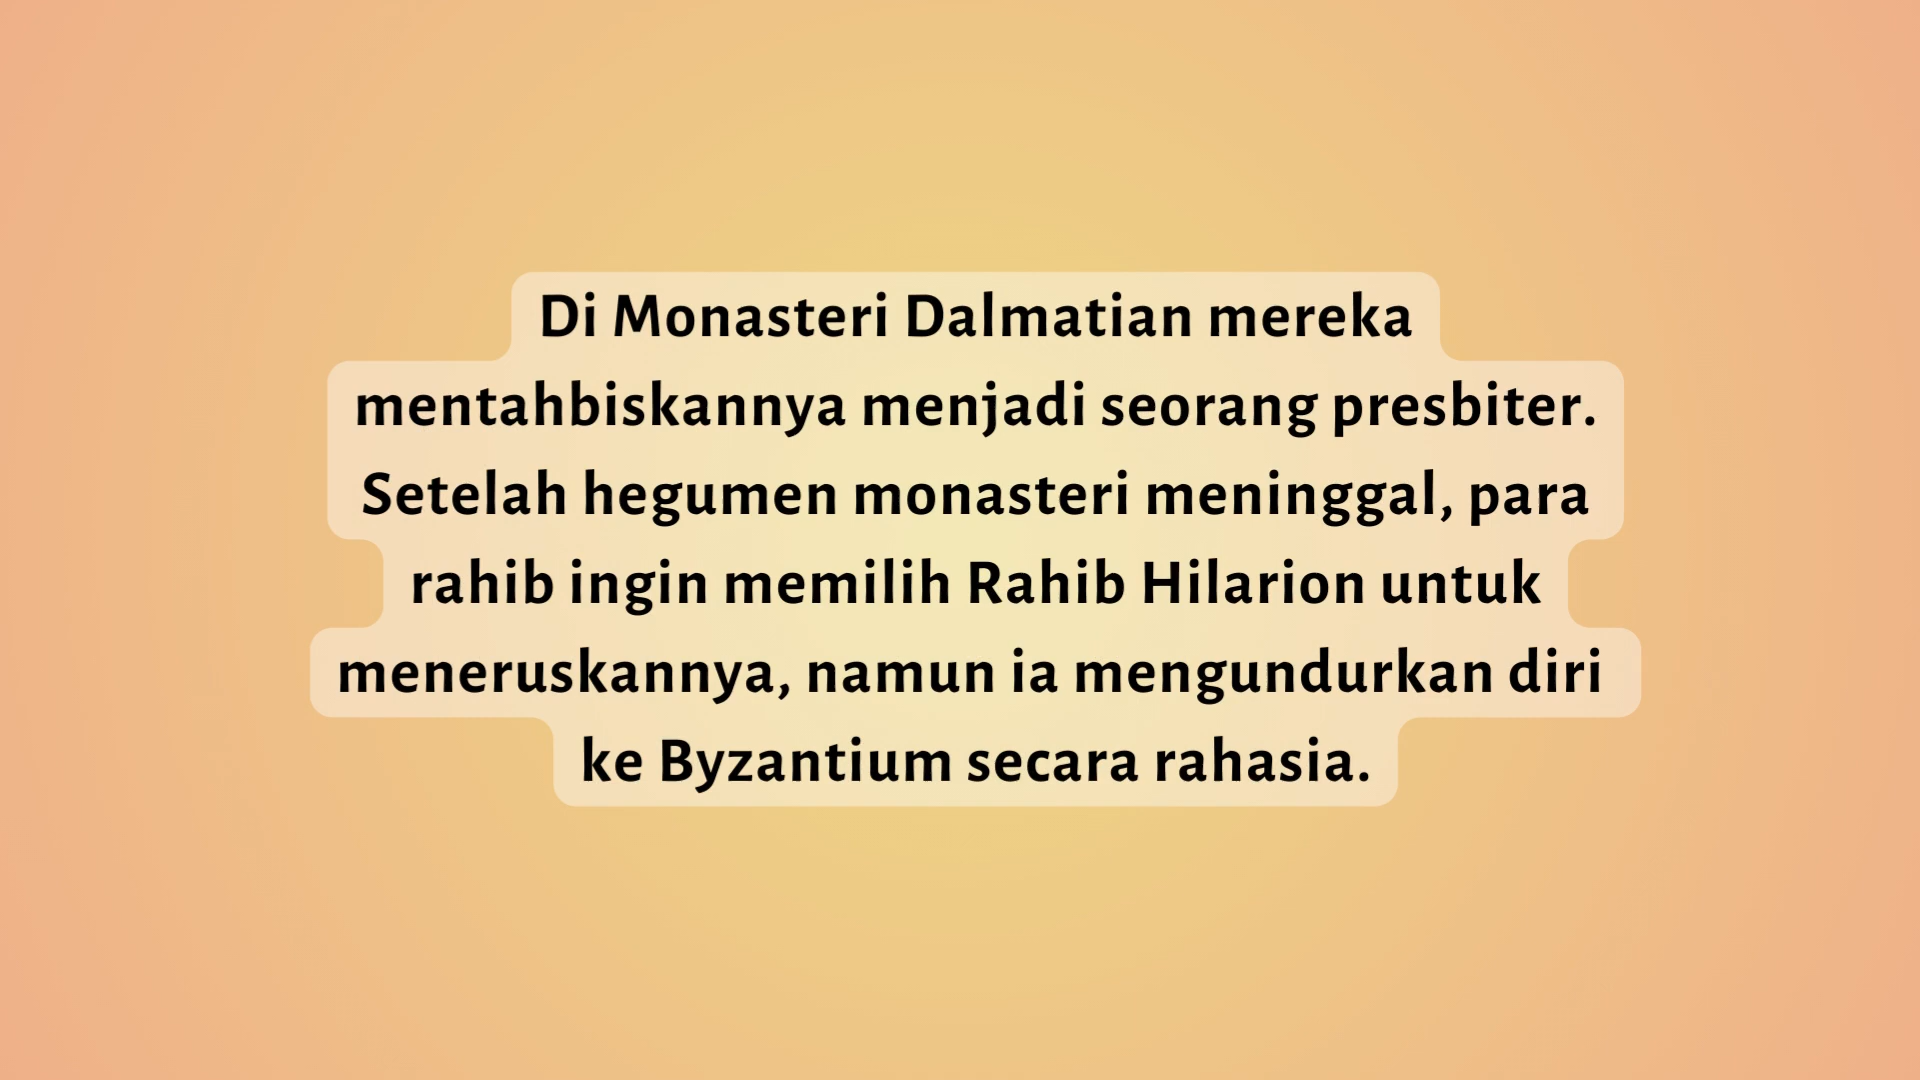 Di Monasteri Dalmatian mereka
mentahbiskannya menjadi seorang presbiter.
Setelah hegumen monasteri meninggal, para
rahib ingin memilih Rahib Hilarion untuk
meneruskannya, namun ia mengundurkan diri
ke Byzantium secara rahasia.